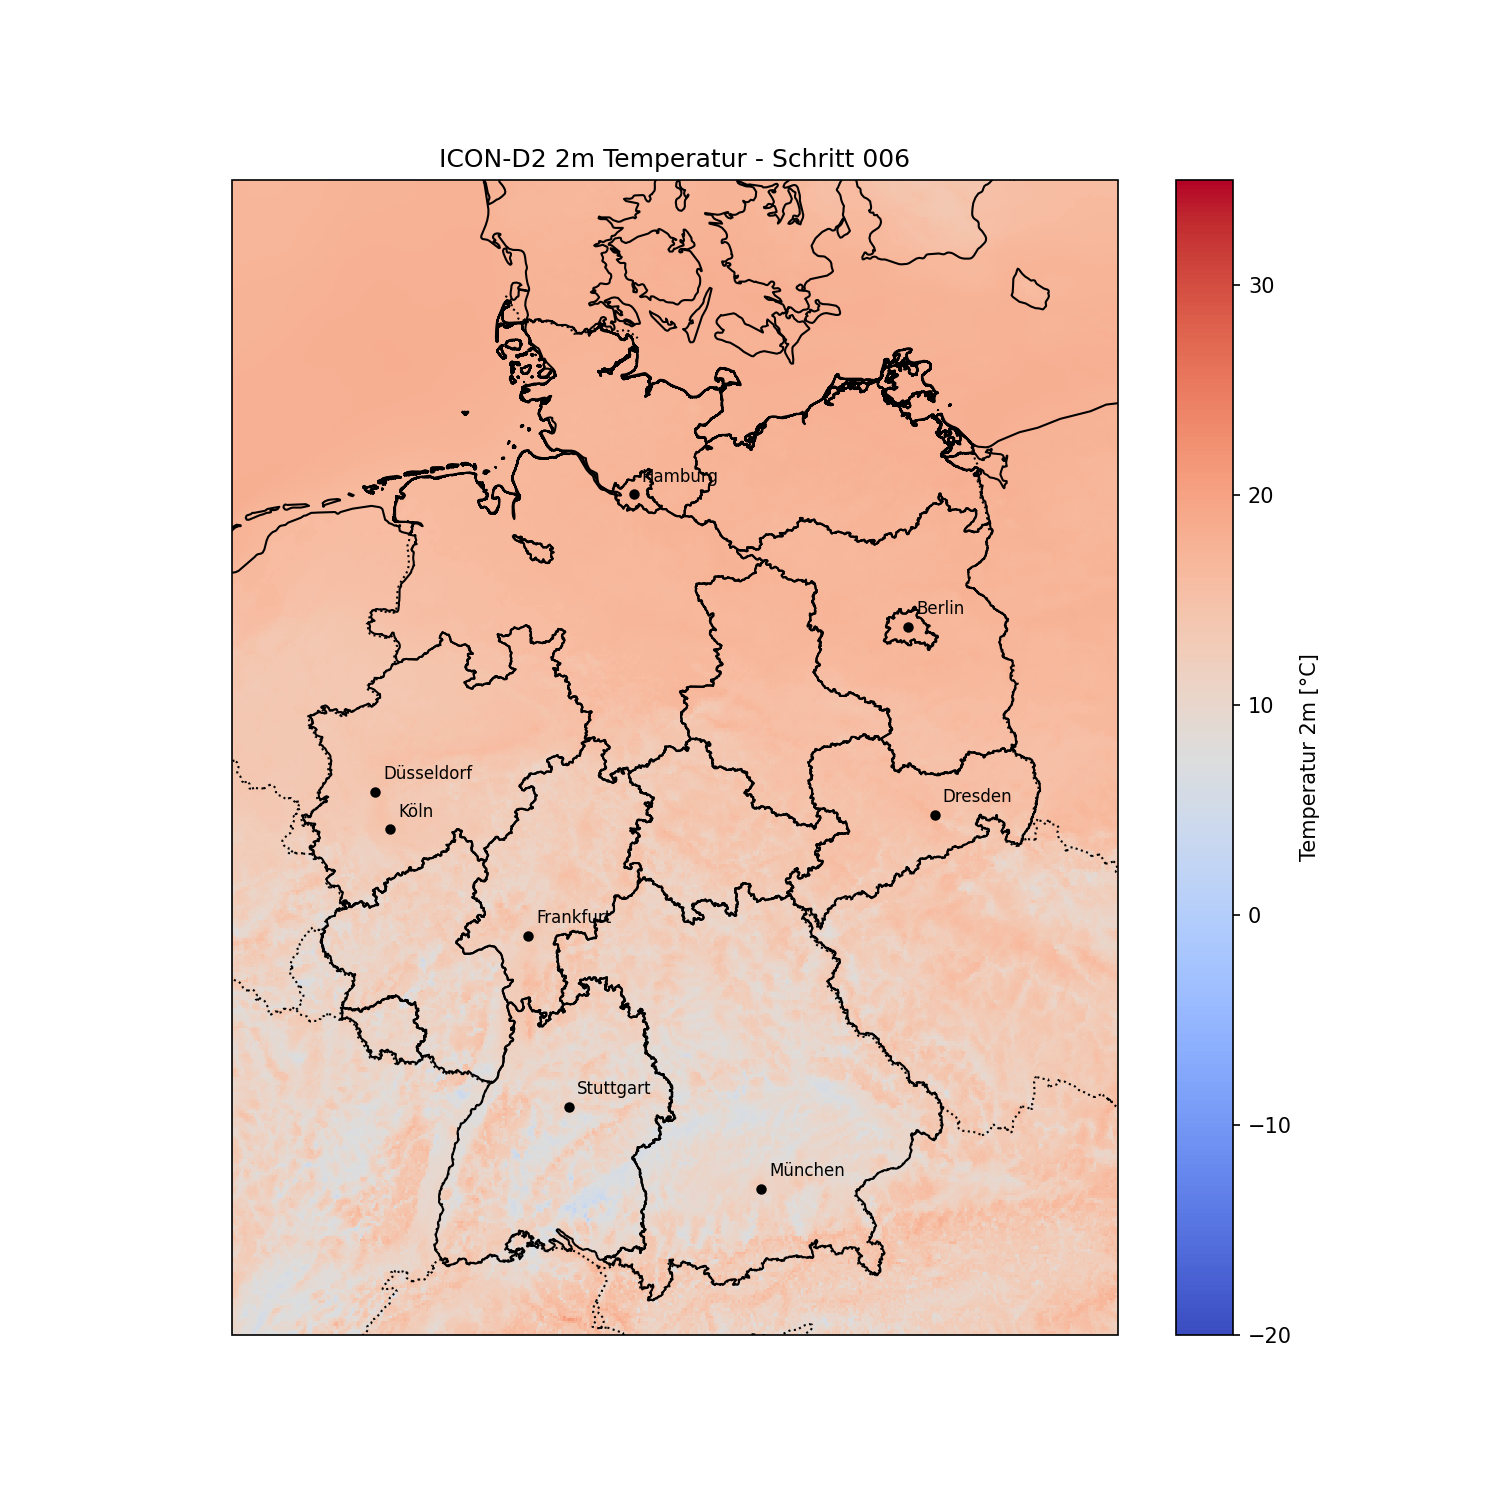 ICON-D2 2m Temperatur - Schritt 006
Hamburg
Berlin
Düsseldorf
Köln
Dresden
Frankfurt
Stuttgart
München
30
20
10
0
−10
−20
Temperatur 2m [°C]